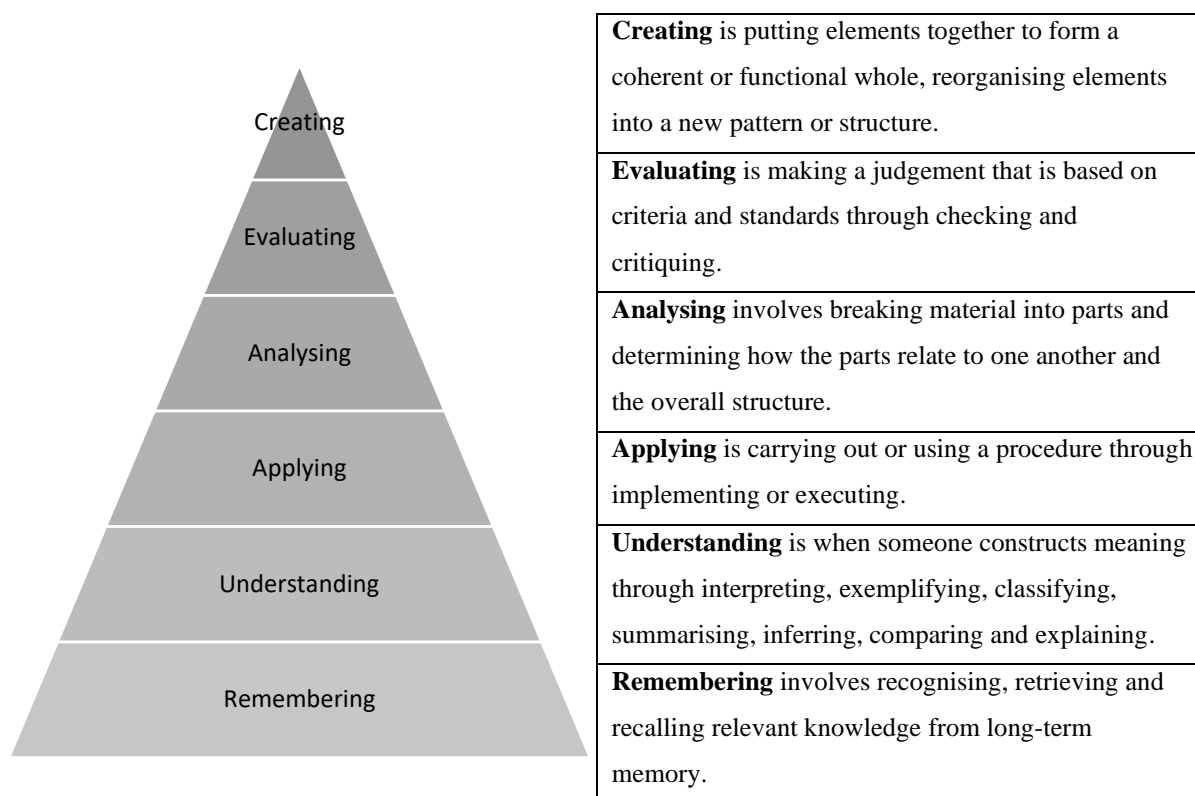 Creating
Evaluating
Analysing
Applying
Understanding
Remembering
Creating is putting elements together to form a
coherent or functional whole, reorganising elements
into a new pattern or structure.
Evaluating is making a judgement that is based on
criteria and standards through checking and
critiquing.
Analysing involves breaking material into parts and
determining how the parts relate to one another and
the overall structure.
Applying is carrying out or using a procedure through
implementing or executing.
Understanding is when someone constructs meaning
through interpreting, exemplifying, classifying,
summarising, inferring, comparing and explaining.
Remembering involves recognising, retrieving and
recalling relevant knowledge from long-term
memory.